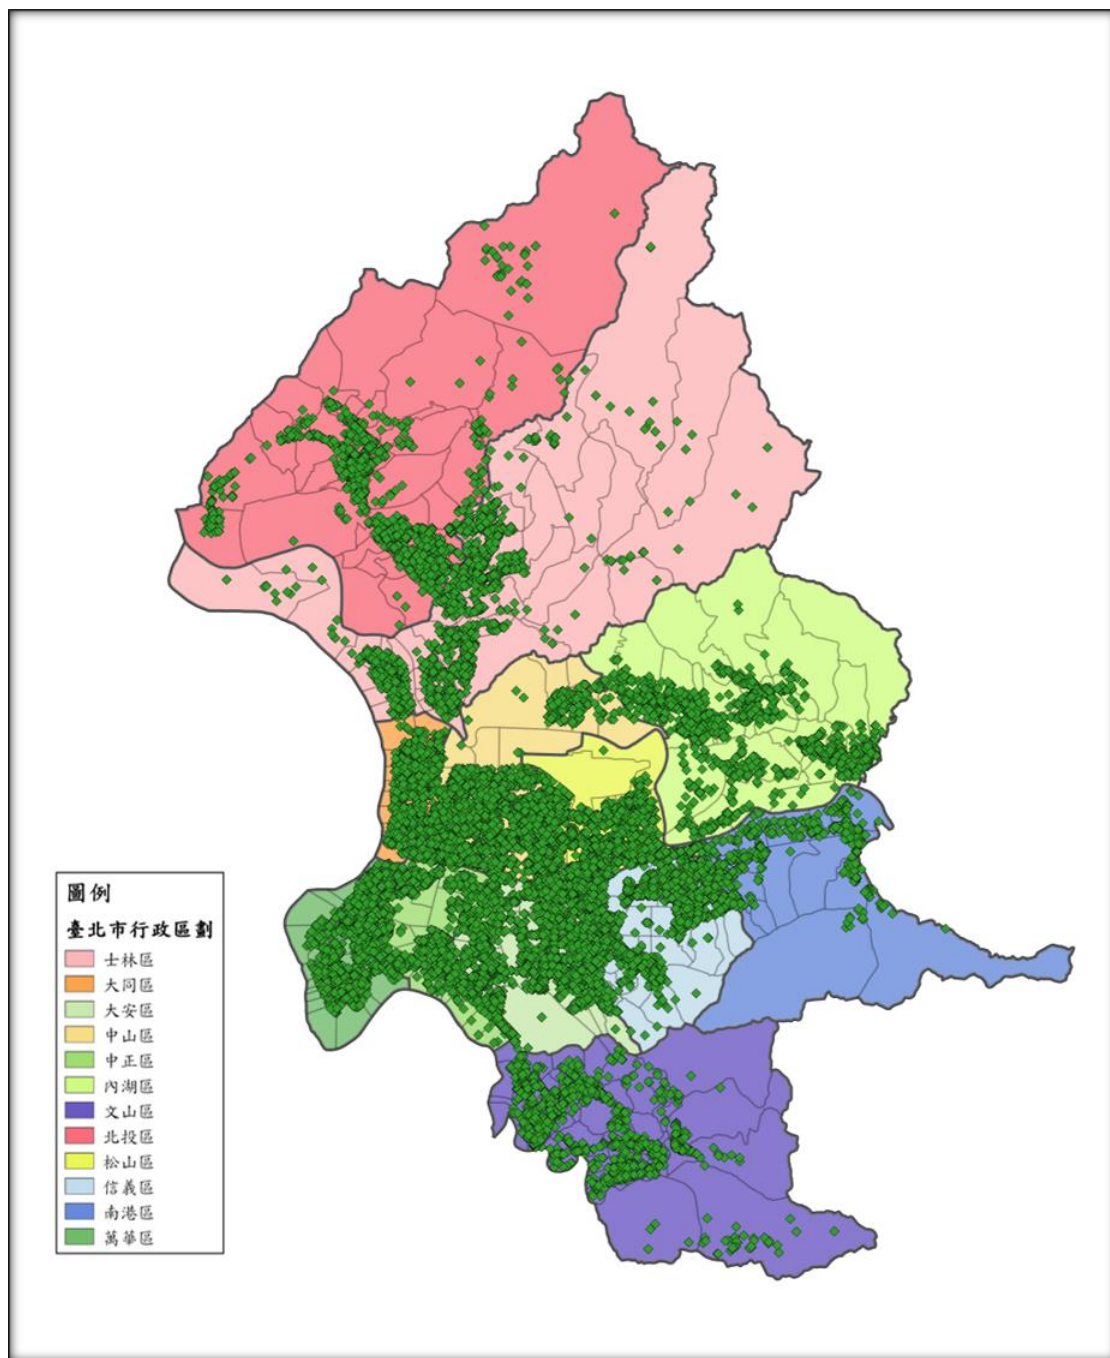 圖例
臺北市行政區劃
士林區
大同區
大安區
中山區
中正區
內湖區
文山區
北投區
松山區
信義區
南港區
萬華區